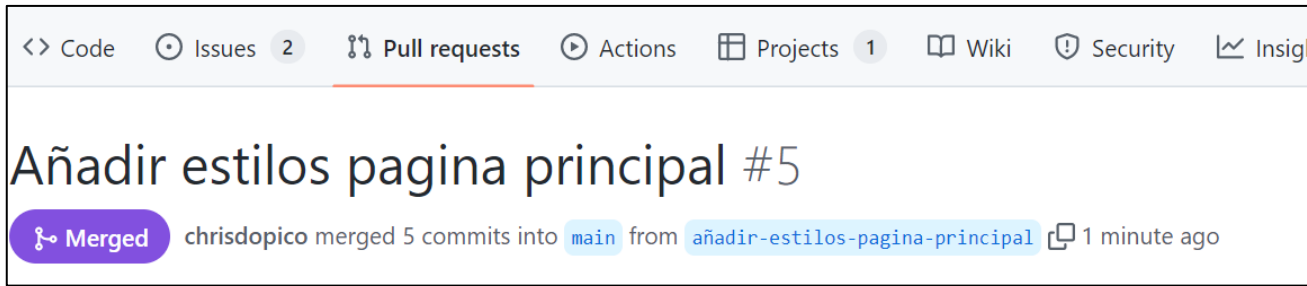 Code Issues 2 Pull requests Actions Projects 1 Wiki Security Insigh
Añadir estilos pagina principal #5
Merged chrisdopico merged 5 commits into main from añadir-estilos-pagina-principal 1 minute ago